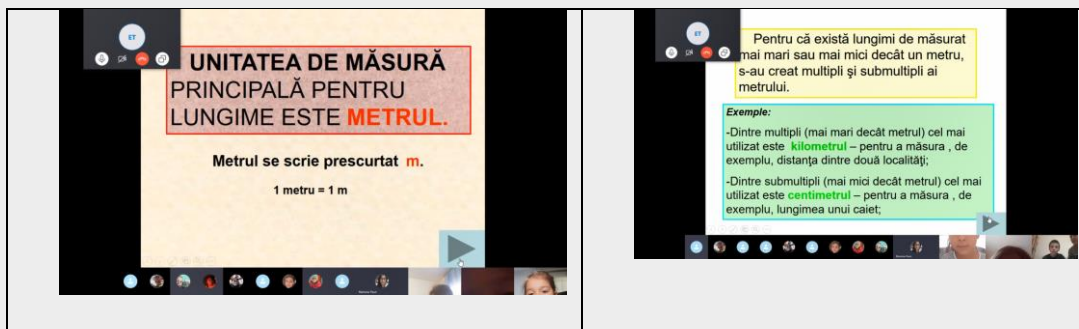 ET
UNITATEA DE MĂSURĂ
PRINCIPALĂ PENTRU
LUNGIME ESTE METRUL.
Metrul se scrie prescurtat m.
1 metru = 1 m
ET
Pentru că există lungimi de măsurat
mai mari sau mai mici decât un metru,
s-au creat multipli şi submultipli ai
metrului.
Exemple:
-Dintre multipli (mai mari decât metrul) cel mai
utilizat este kilometrul – pentru a măsura , de
exemplu, distanţa dintre două localităţi;
-Dintre submultipli (mai mici decât metrul) cel mai
utilizat este centimetrul – pentru a măsura , de
exemplu, lungimea unui caiet;